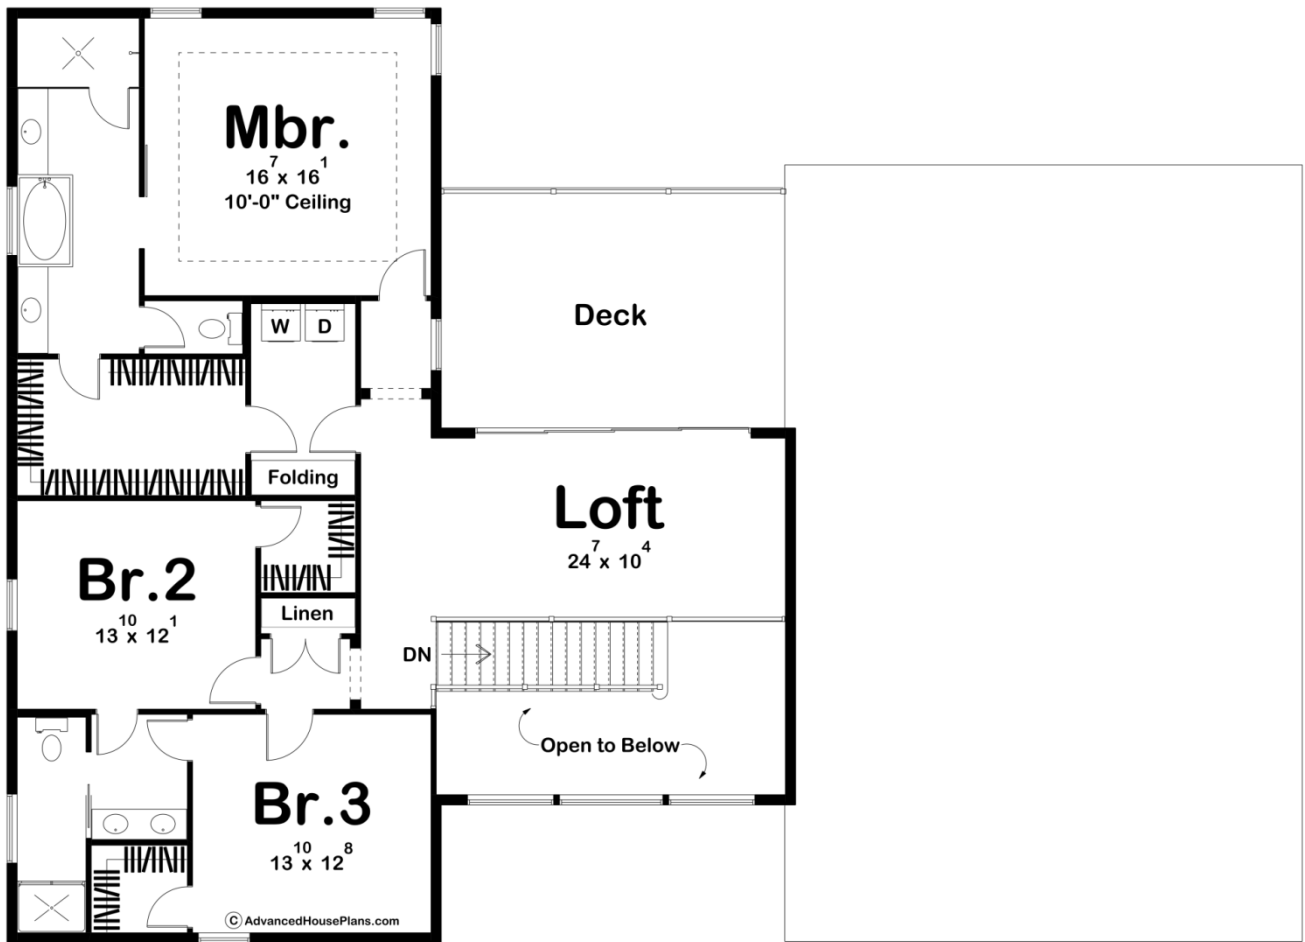 Mbr.
16⁷ x 16¹
10'-0" Ceiling
Deck
W D
Folding
Loft
24⁷ x 10⁴
Br.2
13¹⁰ x 12¹
Linen
DN
Open to Below
Br.3
13¹⁰ x 12⁸
© AdvancedHousePlans.com